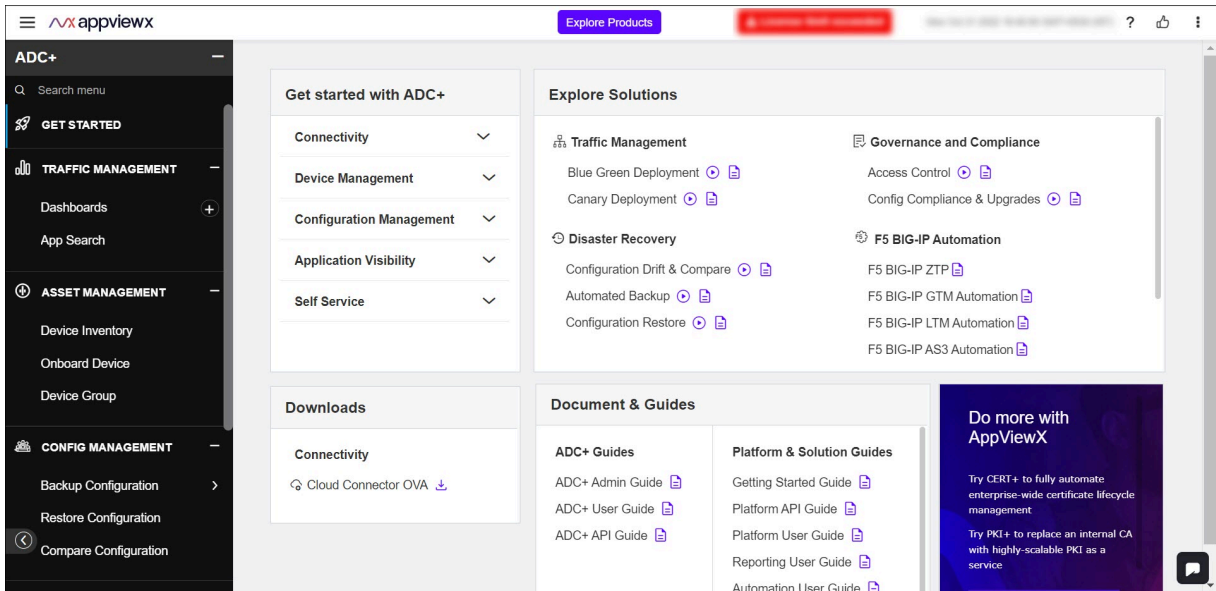 appviewx
Explore Products
?
ADC+
Search menu
GET STARTED
TRAFFIC MANAGEMENT
Dashboards
App Search
ASSET MANAGEMENT
Device Inventory
Onboard Device
Device Group
CONFIG MANAGEMENT
Backup Configuration
Restore Configuration
Compare Configuration
Get started with ADC+
Connectivity
Device Management
Configuration Management
Application Visibility
Self Service
Explore Solutions
Traffic Management
Blue Green Deployment
Canary Deployment
Disaster Recovery
Configuration Drift & Compare
Automated Backup
Configuration Restore
Governance and Compliance
Access Control
Config Compliance & Upgrades
F5 BIG-IP Automation
F5 BIG-IP ZTP
F5 BIG-IP GTM Automation
F5 BIG-IP LTM Automation
F5 BIG-IP AS3 Automation
Downloads
Connectivity
Cloud Connector OVA
Document & Guides
ADC+ Guides
ADC+ Admin Guide
ADC+ User Guide
ADC+ API Guide
Platform & Solution Guides
Getting Started Guide
Platform API Guide
Platform User Guide
Reporting User Guide
Automation User Guide
Do more with
AppViewX
Try CERT+ to fully automate
enterprise-wide certificate lifecycle
management
Try PKI+ to replace an internal CA
with highly-scalable PKI as a
service